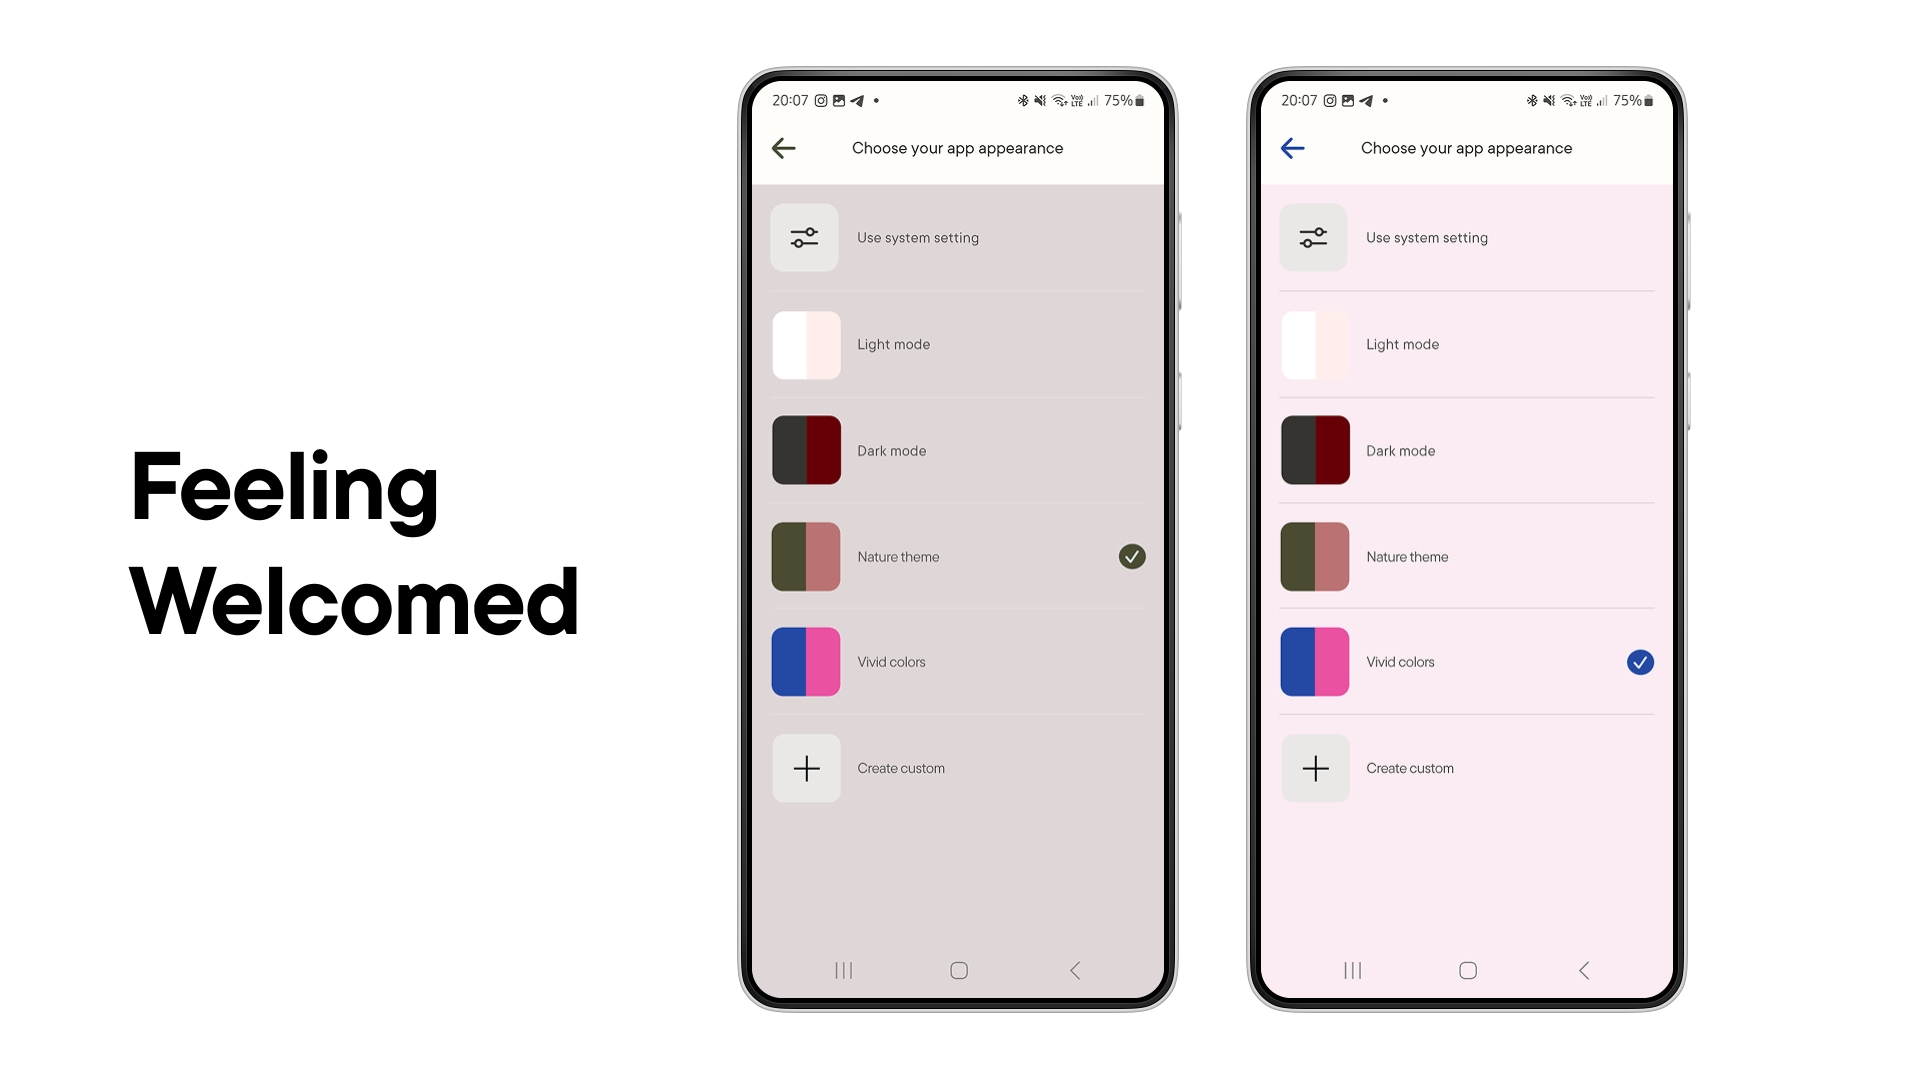 Feeling
Welcomed
20:07 75%
Choose your app appearance
Use system setting
Light mode
Dark mode
Nature theme
Vivid colors
Create custom
20:07 75%
Choose your app appearance
Use system setting
Light mode
Dark mode
Nature theme
Vivid colors
Create custom